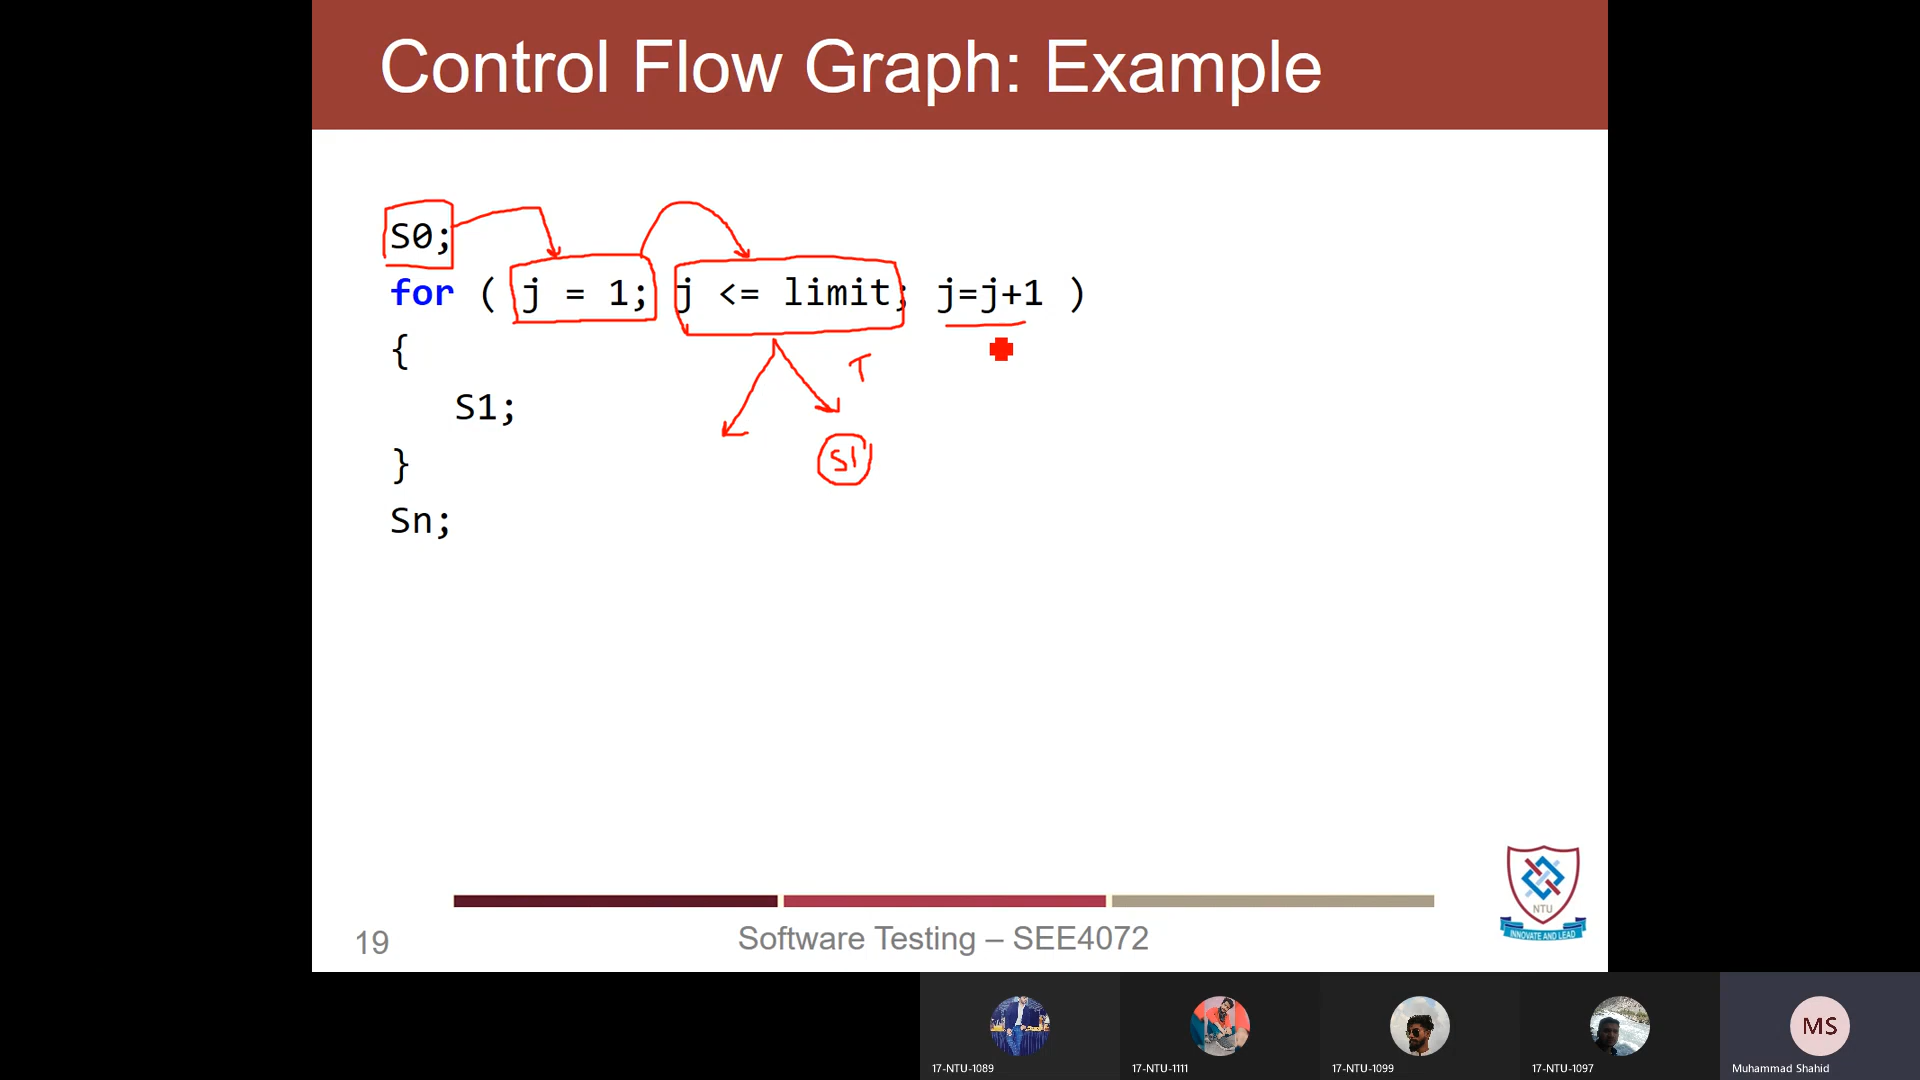 Control Flow Graph: Example
S0;
for ( j = 1; j <= limit; j=j+1 )
{
T
S1;
S1
}
Sn;
NTU
INNOVATE AND LEAD
19
Software Testing – SEE4072
MS
17-NTU-1089
17-NTU-1111
17-NTU-1099
17-NTU-1097
Muhammad Shahid